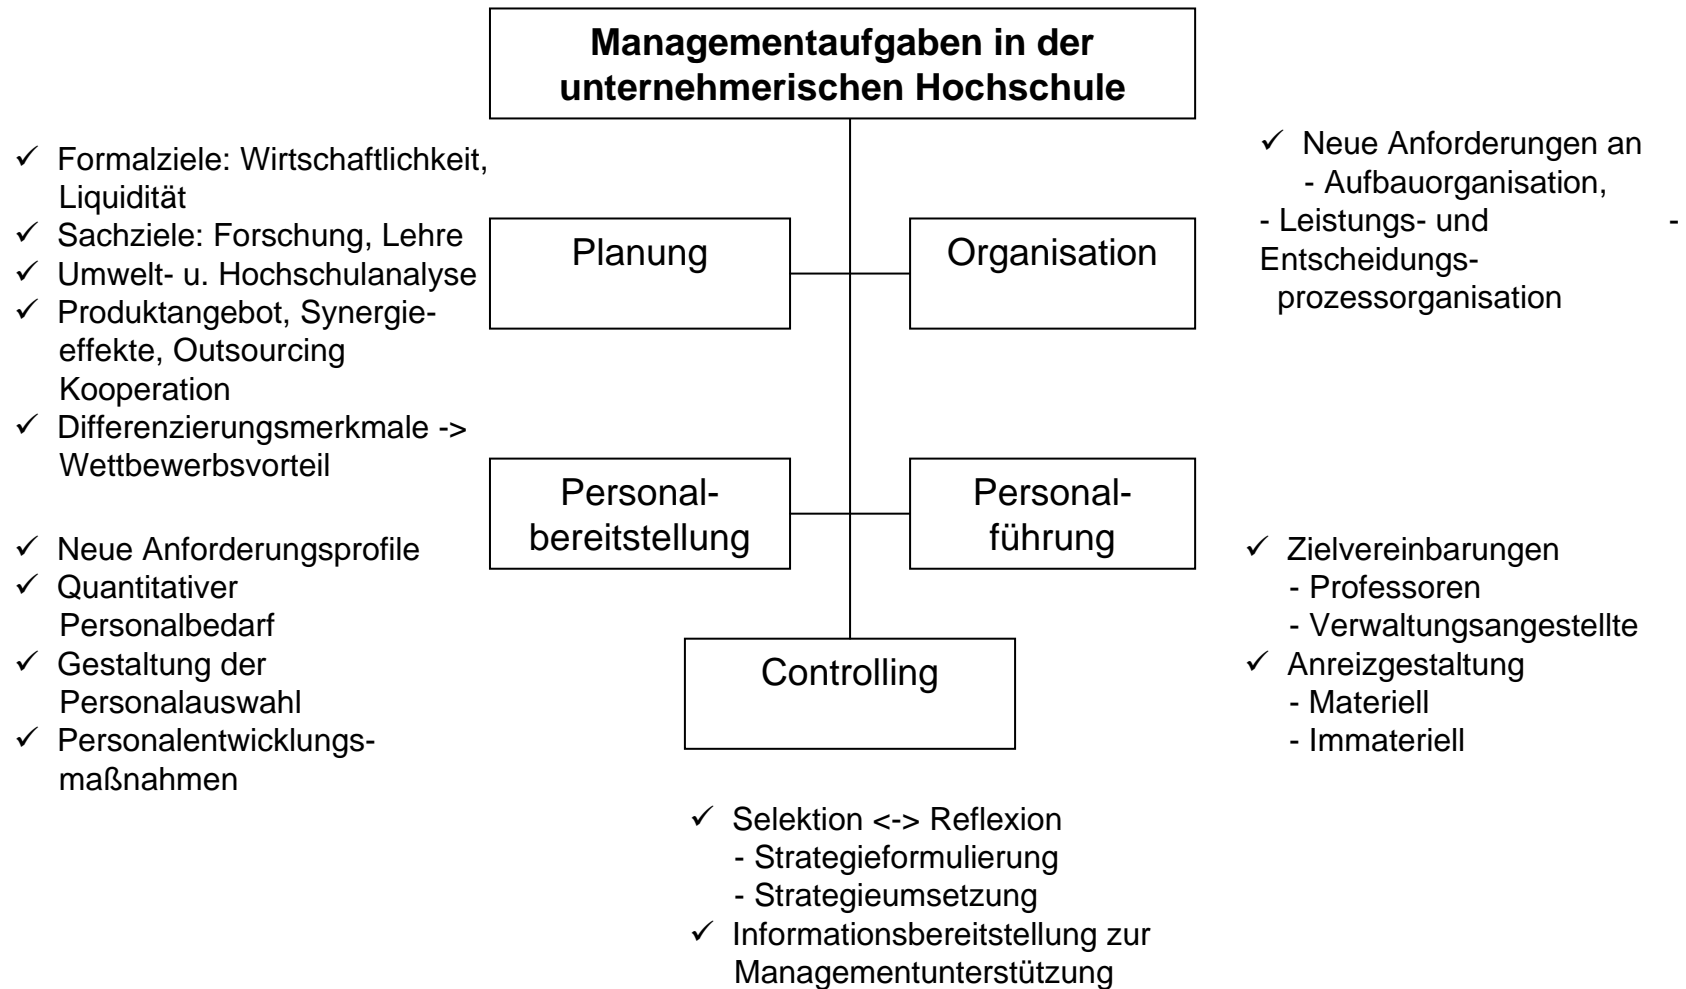 Managementaufgaben in der
unternehmerischen Hochschule
✓ Formalziele: Wirtschaftlichkeit,
Liquidität
✓ Sachziele: Forschung, Lehre
✓ Umwelt- u. Hochschulanalyse
✓ Produktangebot, Synergie-
effekte, Outsourcing
Kooperation
✓ Differenzierungsmerkmale ->
Wettbewerbsvorteil
Planung
Organisation
✓ Neue Anforderungen an
- Aufbauorganisation,
- Leistungs- und -
Entscheidungs-
prozessorganisation
✓ Neue Anforderungsprofile
✓ Quantitativer
Personalbedarf
✓ Gestaltung der
Personalauswahl
✓ Personalentwicklungs-
maßnahmen
Personal-
bereitstellung
Personal-
führung
✓ Zielvereinbarungen
- Professoren
- Verwaltungsangestellte
✓ Anreizgestaltung
- Materiell
- Immateriell
Controlling
✓ Selektion <-> Reflexion
- Strategieformulierung
- Strategieumsetzung
✓ Informationsbereitstellung zur
Managementunterstützung